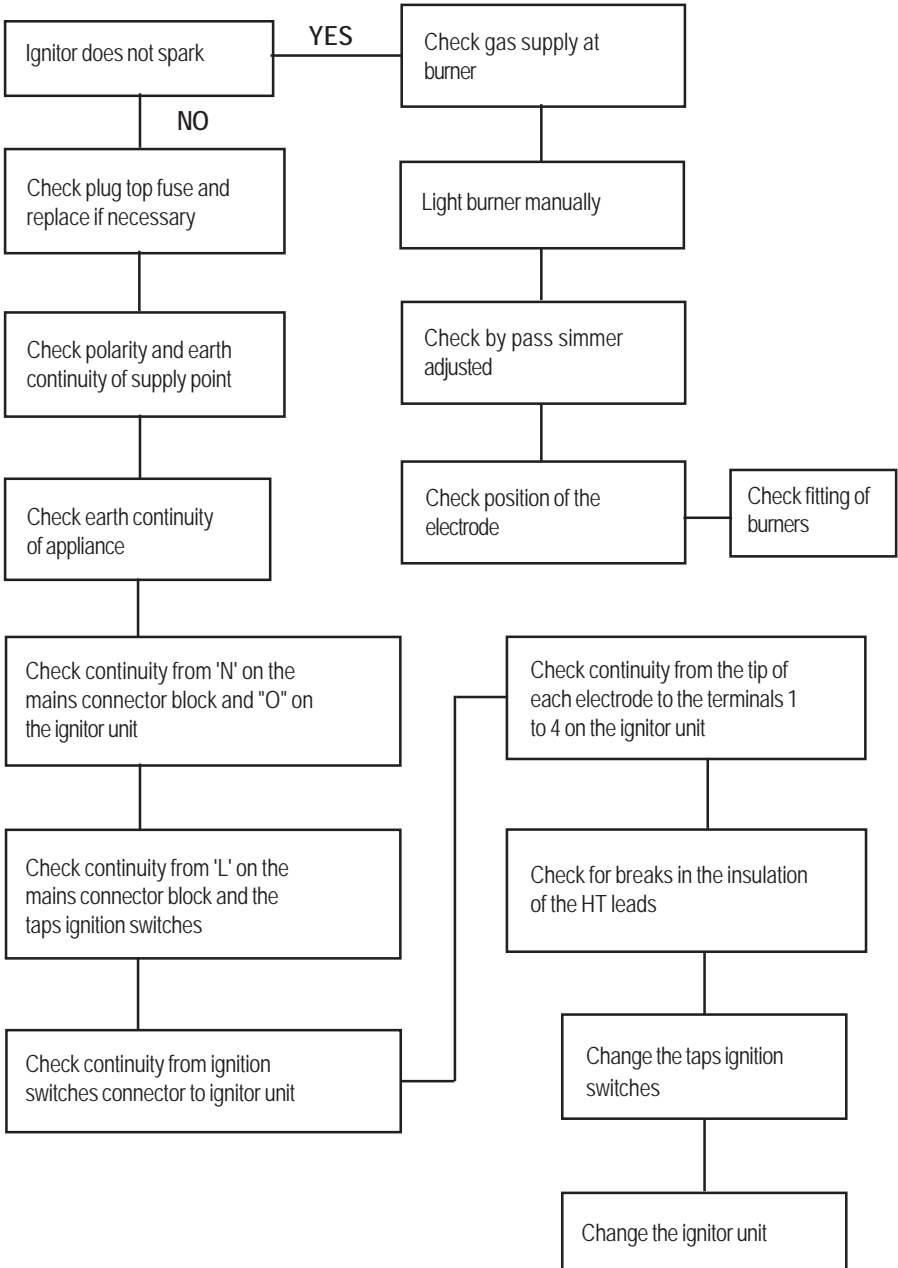 Ignitor does not spark
YES
Check gas supply at
burner
NO
Check plug top fuse and
replace if necessary
Light burner manually
Check polarity and earth
continuity of supply point
Check by pass simmer
adjusted
Check earth continuity
of appliance
Check position of the
electrode
Check fitting of
burners
Check continuity from 'N' on the
mains connector block and "O" on
the ignitor unit
Check continuity from 'L' on the
mains connector block and the
taps ignition switches
Check continuity from ignition
switches connector to ignitor unit
Check continuity from the tip of
each electrode to the terminals 1
to 4 on the ignitor unit
Check for breaks in the insulation
of the HT leads
Change the taps ignition
switches
Change the ignitor unit